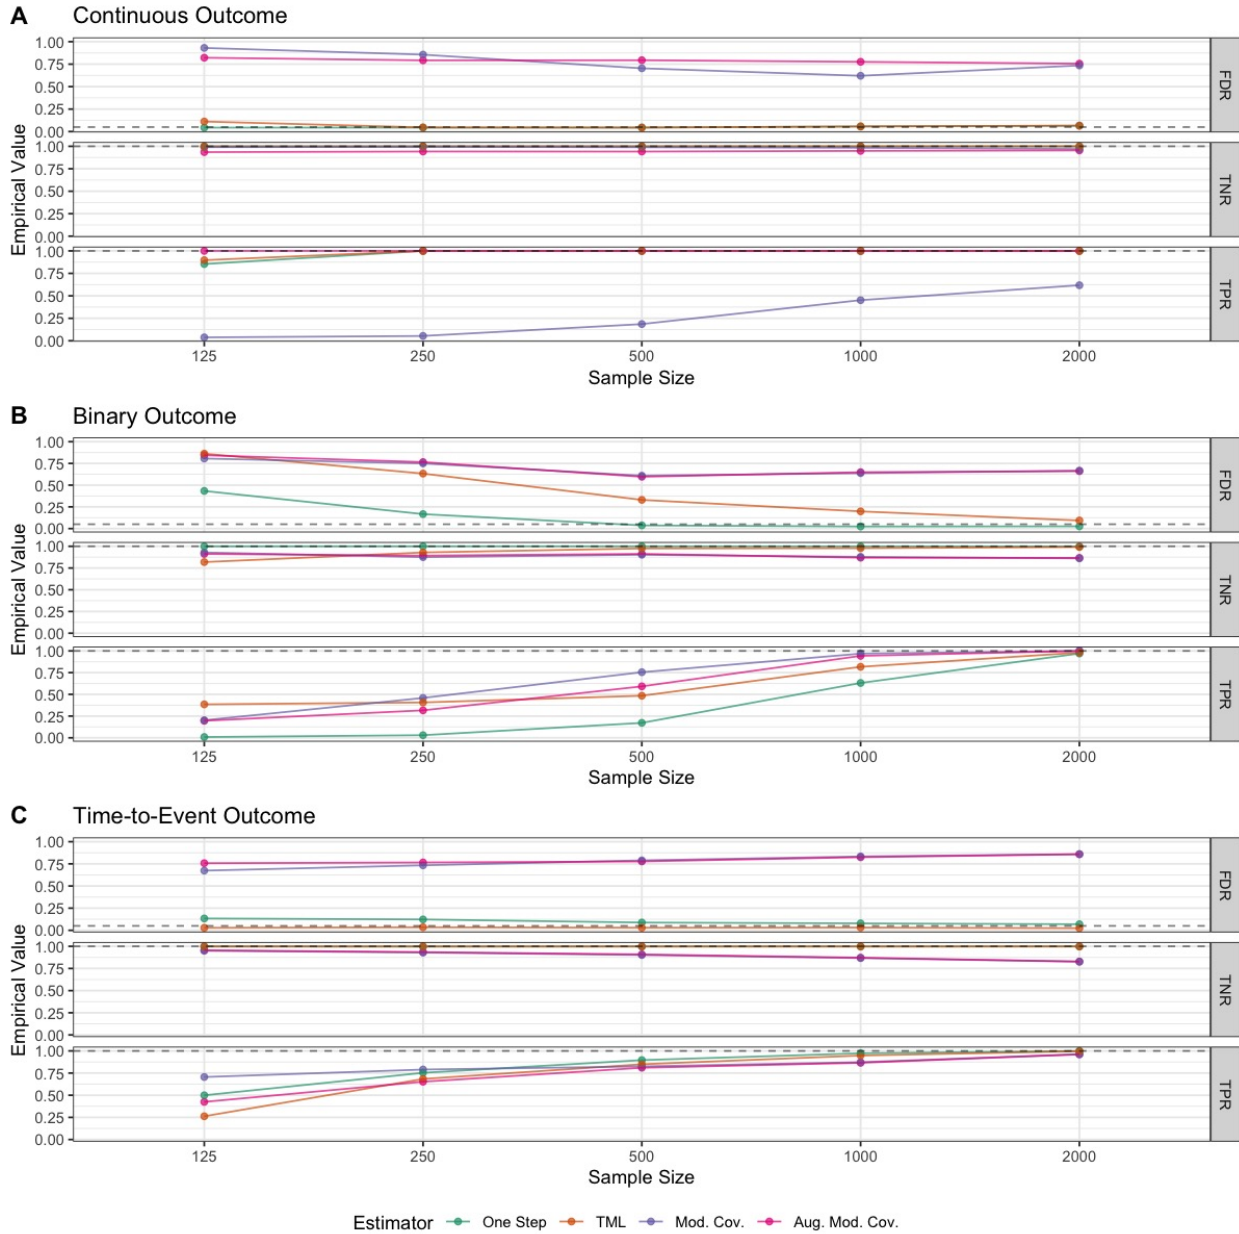 A Continuous Outcome
Empirical Value
1.00
0.75
0.50
0.25
0.00
FDR
1.00
0.75
0.50
0.25
0.00
TNR
1.00
0.75
0.50
0.25
0.00
TPR
125 250 500 1000 2000
Sample Size
B Binary Outcome
Empirical Value
1.00
0.75
0.50
0.25
0.00
FDR
1.00
0.75
0.50
0.25
0.00
TNR
1.00
0.75
0.50
0.25
0.00
TPR
125 250 500 1000 2000
Sample Size
C Time-to-Event Outcome
Empirical Value
1.00
0.75
0.50
0.25
0.00
FDR
1.00
0.75
0.50
0.25
0.00
TNR
1.00
0.75
0.50
0.25
0.00
TPR
125 250 500 1000 2000
Sample Size
Estimator One Step TML Mod. Cov. Aug. Mod. Cov.